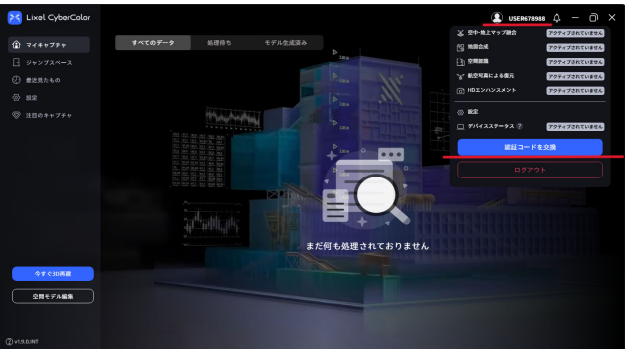 Lixel CyberColor
USER678988
マイキャプチャ
ジャンプスペース
最近見たもの
設定
注目のキャプチャ
すべてのデータ
処理待ち
モデル生成済み
空中-地上マップ融合
アクティブされていません
地図合成
アクティブされていません
空間認識
アクティブされていません
航空写真による復元
アクティブされていません
HDエンハンスメント
アクティブされていません
設定
デバイスステータス
アクティブされていません
認証コードを交換
ログアウト
まだ何も処理されておりません
今すぐ3D再建
空間モデル編集
v1.9.0.INT